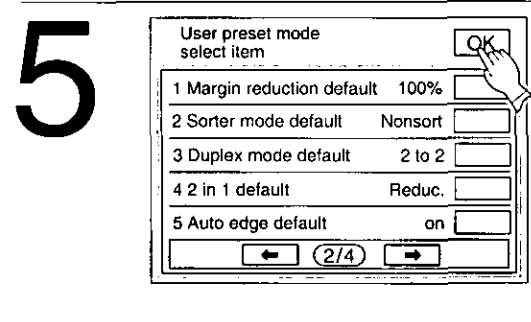 5
User preset mode
select item
OK
1 Margin reduction default 100%
2 Sorter mode default Nonsort
3 Duplex mode default 2 to 2
4 2 in 1 default Reduc.
5 Auto edge default on
← 2/4 →